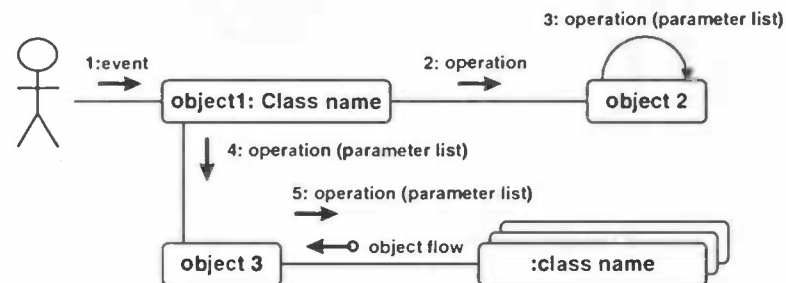 3: operation (parameter list)
1:event
2: operation
object1: Class name
object 2
4: operation (parameter list)
5: operation (parameter list)
object flow
object 3
:class name